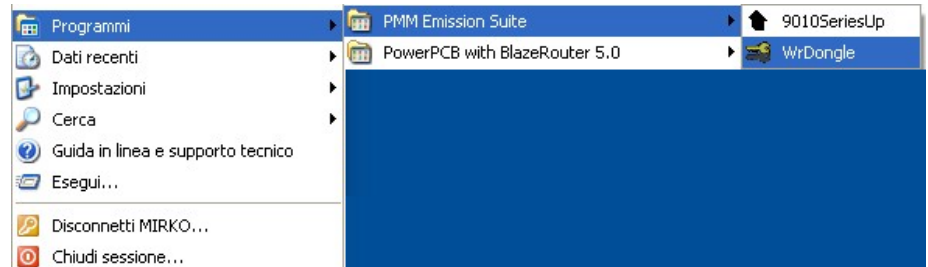 Programmi
PMM Emission Suite
9010SeriesUp
Dati recenti
PowerPCB with BlazeRouter 5.0
WrDongle
Impostazioni
Cerca
Guida in linea e supporto tecnico
Esegui...
Disconnetti MIRKO...
Chiudi sessione...